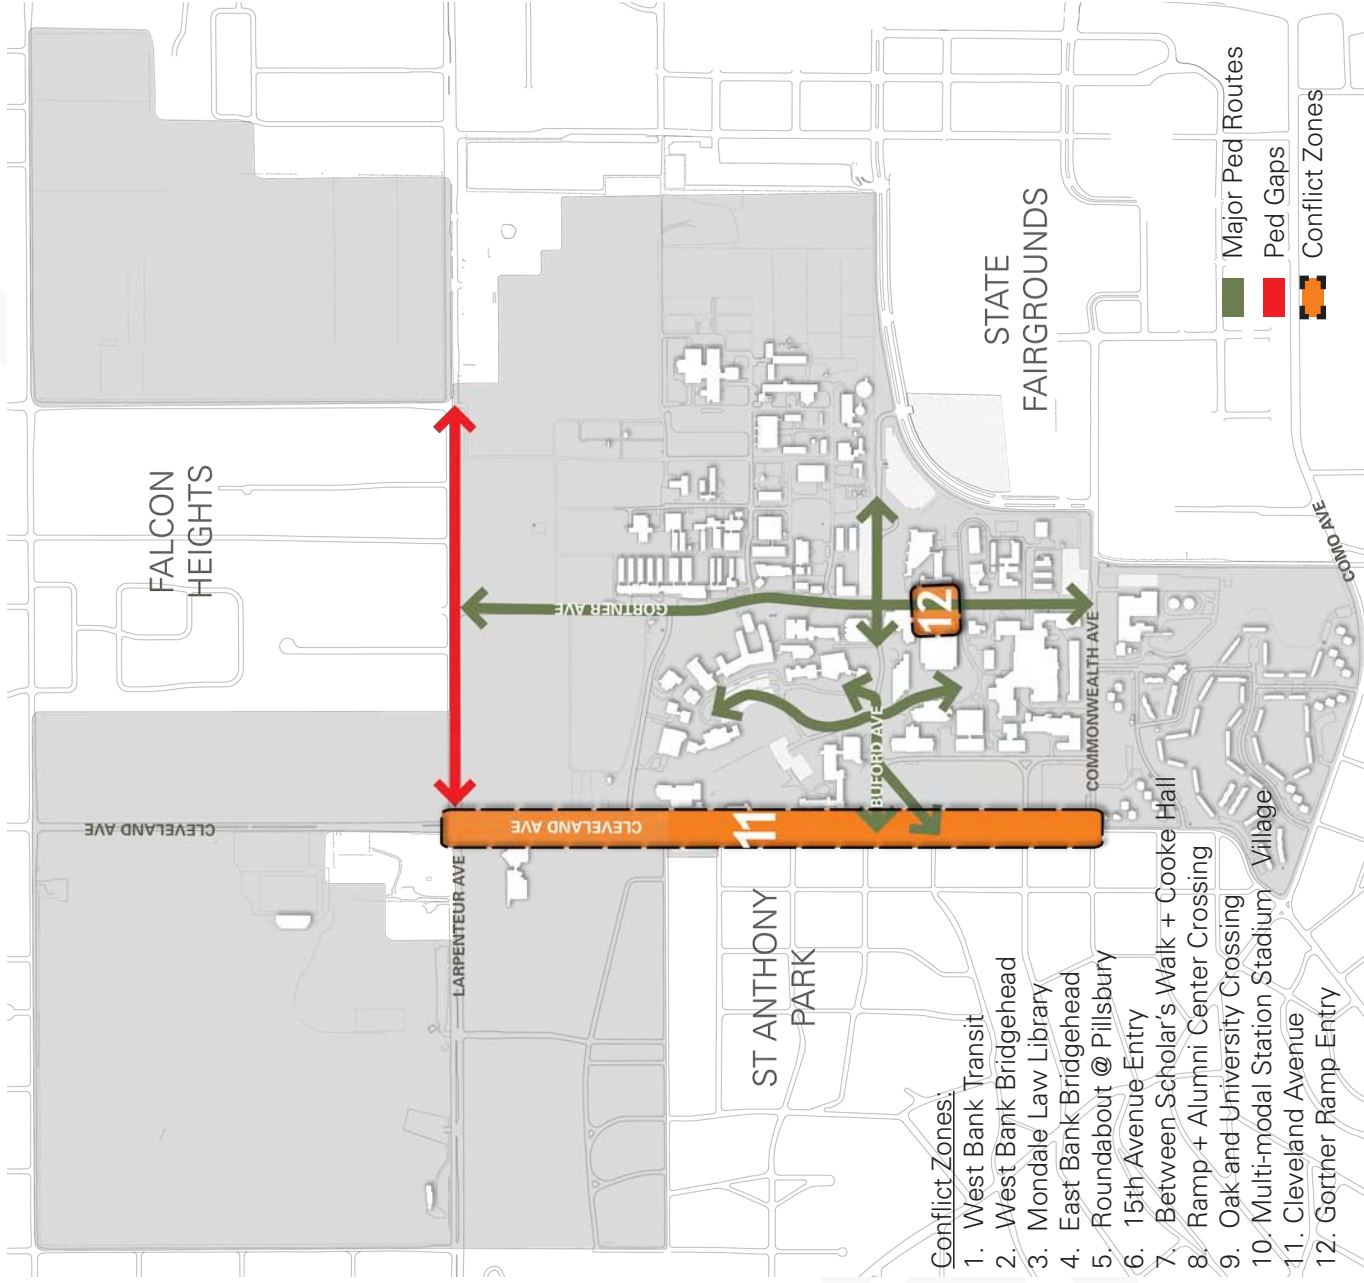 FALCON
HEIGHTS
CLEVELAND AVE
LARPENTEUR AVE
CLEVELAND AVE
GORTNER AVE
11
12
BUFORD AVE
COMMONWEALTH AVE
COMO AVE
ST ANTHONY
PARK
STATE
FAIRGROUNDS
Major Ped Routes
Ped Gaps
Conflict Zones
Conflict Zones:
1. West Bank Transit
2. West Bank Bridgehead
3. Mondale Law Library
4. East Bank Bridgehead
5. Roundabout @ Pillsbury
6. 15th Avenue Entry
7. Between Scholar's Walk + Cooke Hall
8. Ramp + Alumni Center Crossing
9. Oak and University Crossing
10. Multi-modal Station Stadium Village
11. Cleveland Avenue
12. Gortner Ramp Entry